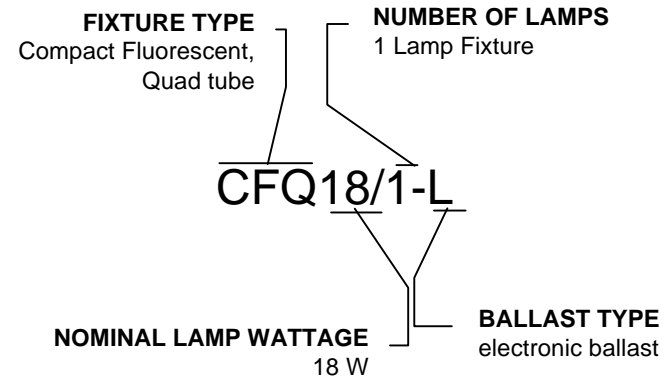 FIXTURE TYPE
Compact Fluorescent,
Quad tube
NUMBER OF LAMPS
1 Lamp Fixture
CFQ18/1-L
NOMINAL LAMP WATTAGE
18 W
BALLAST TYPE
electronic ballast